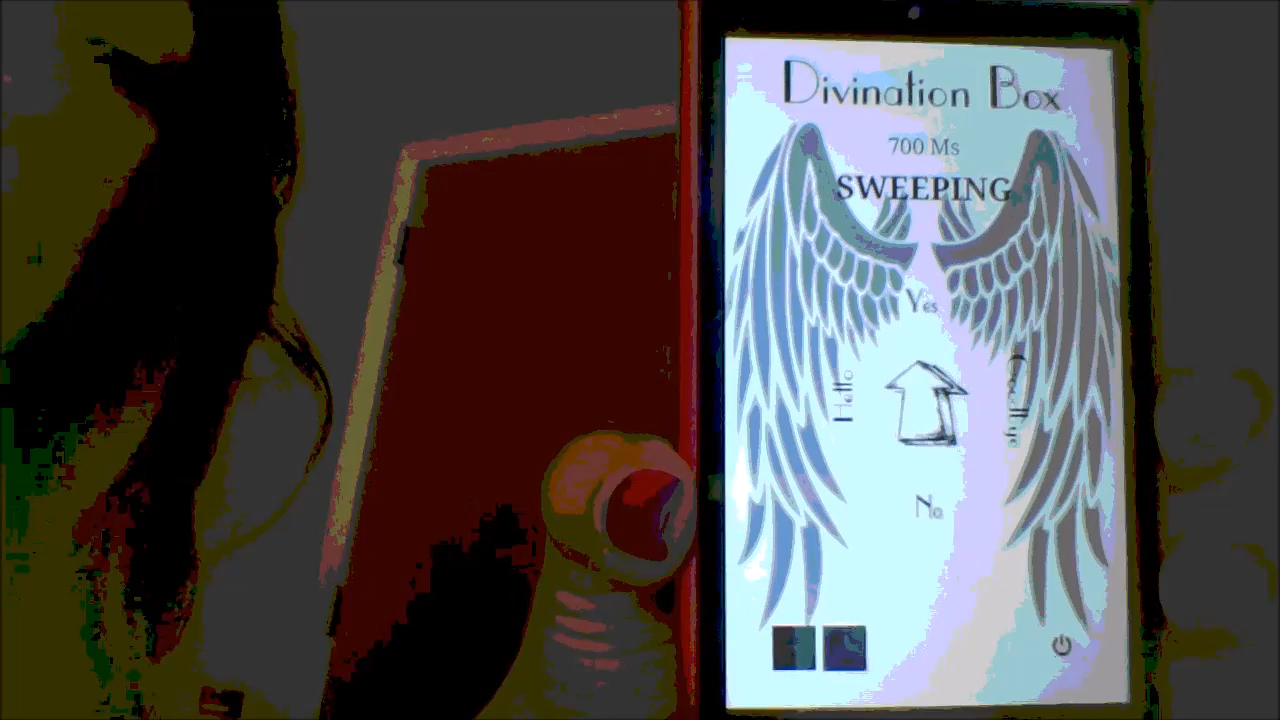 Divination Box
700 Ms
SWEEPING
Yes
Hello
Goodbye
No